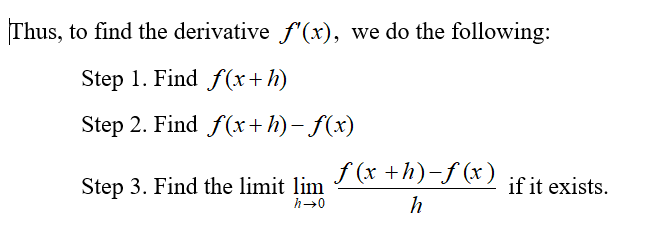 Thus, to find the derivative f'(x), we do the following:
Step 1. Find f(x+h)
Step 2. Find f(x+h)−f(x)
Step 3. Find the limit lim h→0 f(x+h)−f(x) / h if it exists.